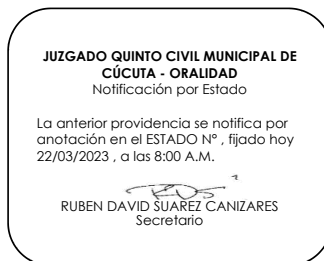 JUZGADO QUINTO CIVIL MUNICIPAL DE
CÚCUTA - ORALIDAD
Notificación por Estado
La anterior providencia se notifica por
anotación en el ESTADO N° , fijado hoy
22/03/2023 , a las 8:00 A.M.
RUBEN DAVID SUAREZ CANIZARES
Secretario